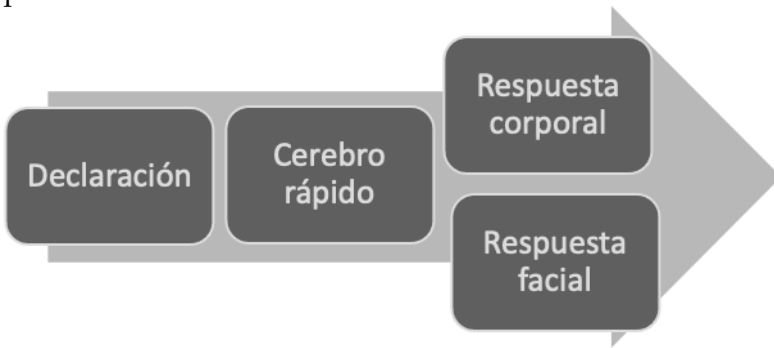 Declaración
Cerebro
rápido
Respuesta
corporal
Respuesta
facial